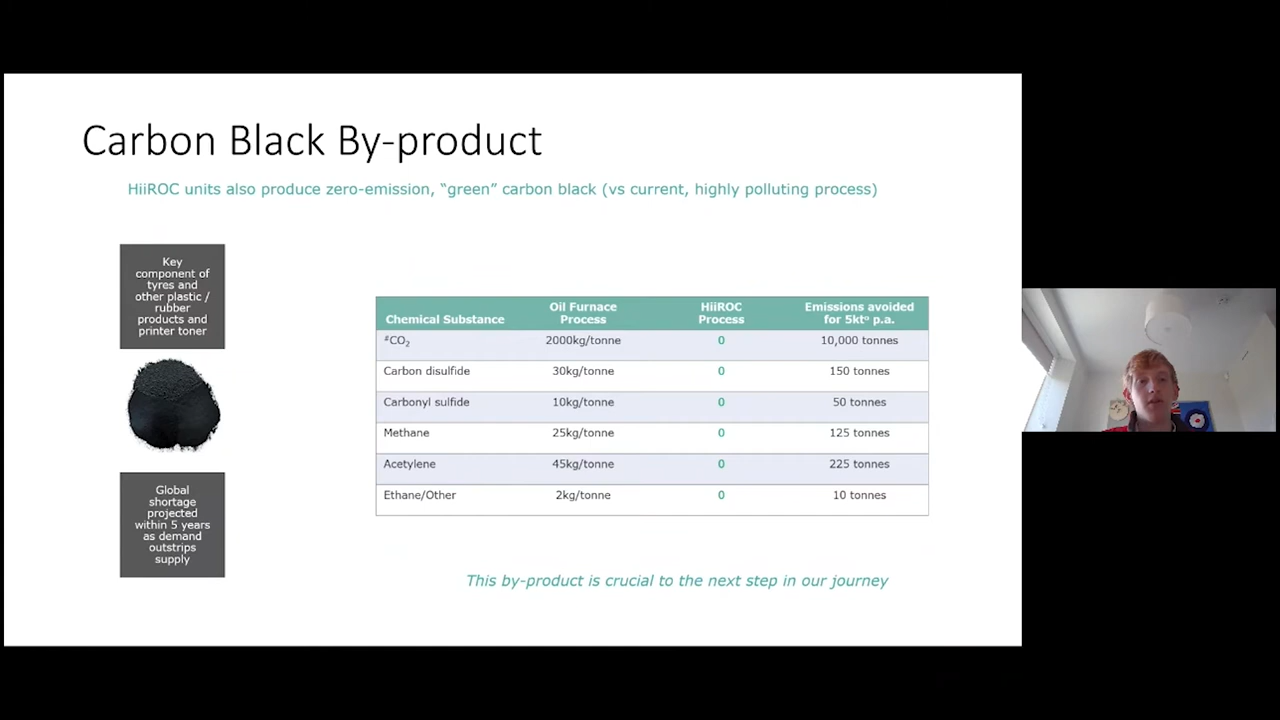 Carbon Black By-product
HiiROC units also produce zero-emission, “green” carbon black (vs current, highly polluting process)
Key
component of
tyres and
other plastic /
rubber
products and
printer toner
Global
shortage
projected
within 5 years
as demand
outstrips
supply
Chemical Substance Oil Furnace Process HiiROC Process Emissions avoided for 5ktᵒ p.a.
#CO₂ 2000kg/tonne 0 10,000 tonnes
Carbon disulfide 30kg/tonne 0 150 tonnes
Carbonyl sulfide 10kg/tonne 0 50 tonnes
Methane 25kg/tonne 0 125 tonnes
Acetylene 45kg/tonne 0 225 tonnes
Ethane/Other 2kg/tonne 0 10 tonnes
This by-product is crucial to the next step in our journey